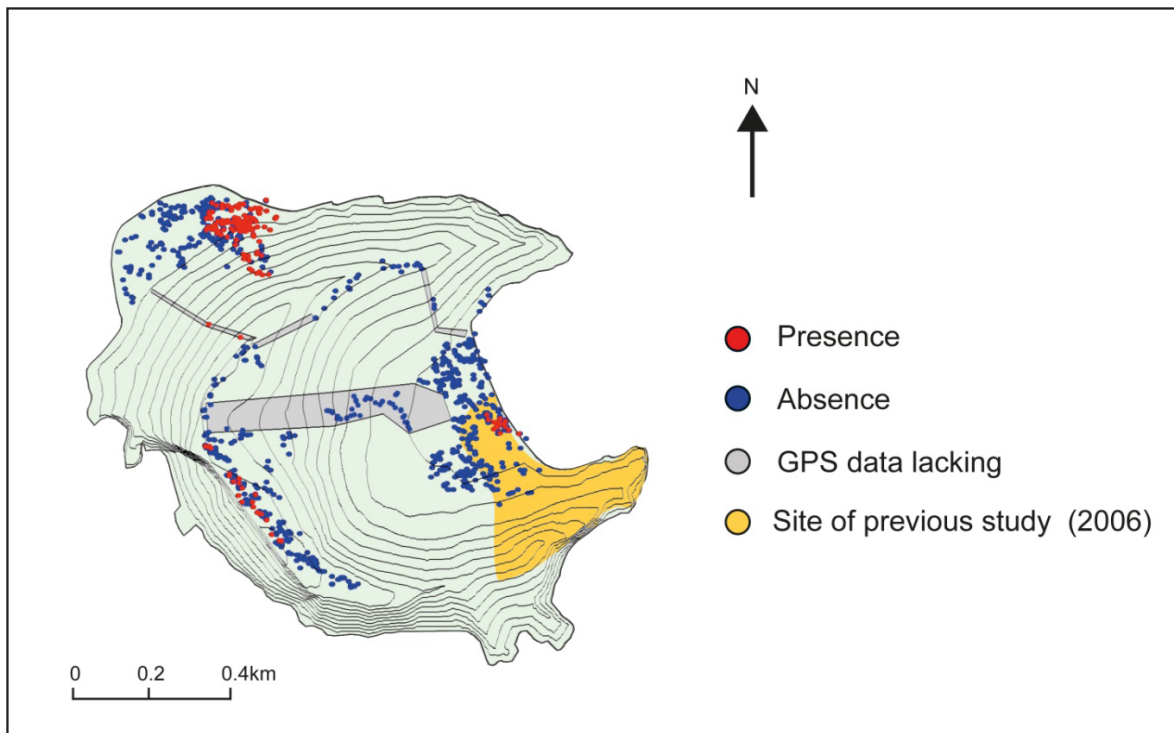 N
Presence
Absence
GPS data lacking
Site of previous study (2006)
0 0.2 0.4km